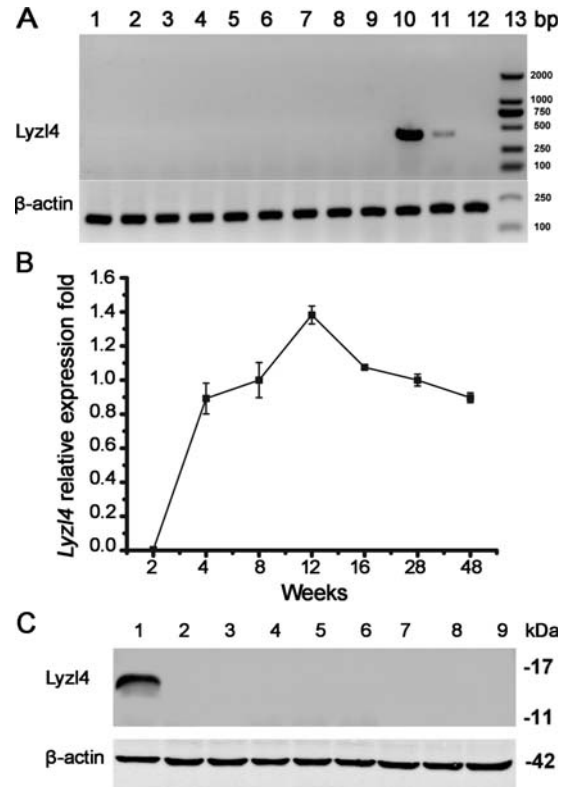 A
1 2 3 4 5 6 7 8 9 10 11 12 13 bp
Lyzl4
2000
1000
750
500
250
100
β-actin
250
100
B
Lyzl4 relative expression fold
1.6
1.4
1.2
1.0
0.8
0.6
0.4
0.2
0.0
2 4 8 12 16 28 48
Weeks
C
1 2 3 4 5 6 7 8 9 kDa
Lyzl4
-17
-11
β-actin
-42